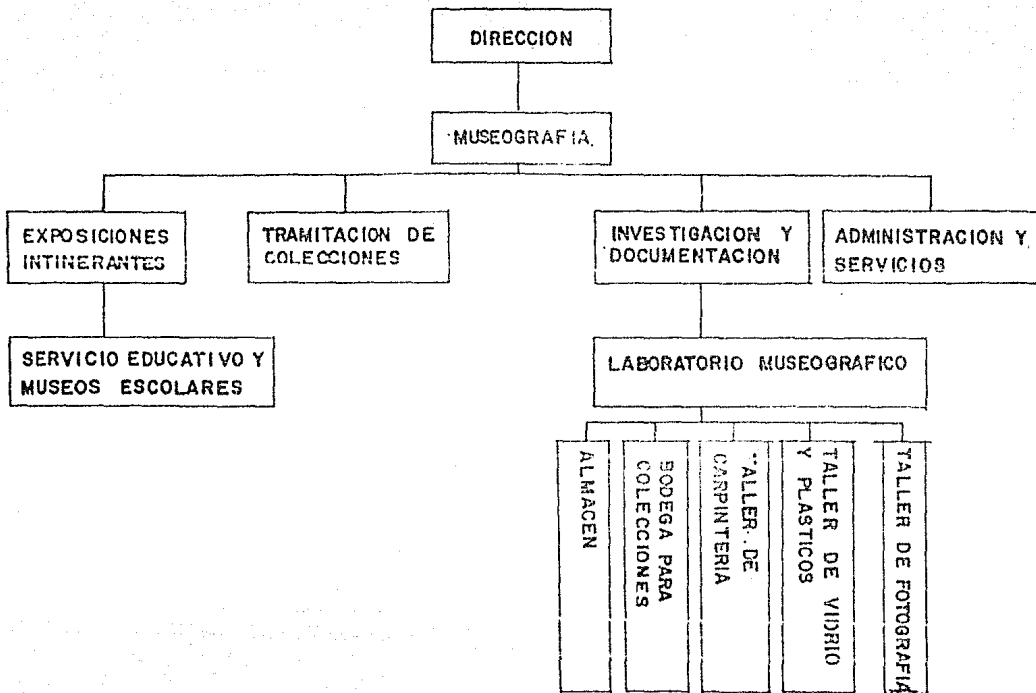 DIRECCION
MUSEOGRAFIA
EXPOSICIONES
INTINERANTES
TRAMITACION DE
COLECCIONES
INVESTIGACION Y
DOCUMENTACION
ADMINISTRACION Y
SERVICIOS
SERVICIO EDUCATIVO Y
MUSEOS ESCOLARES
LABORATORIO MUSEOGRAFICO
ALMACEN
BODEGA PARA
COLECCIONES
TALLER DE
CARPINTERIA
TALLER DE VIDRIO
Y PLASTICOS
TALLER DE FOTOGRAFIA